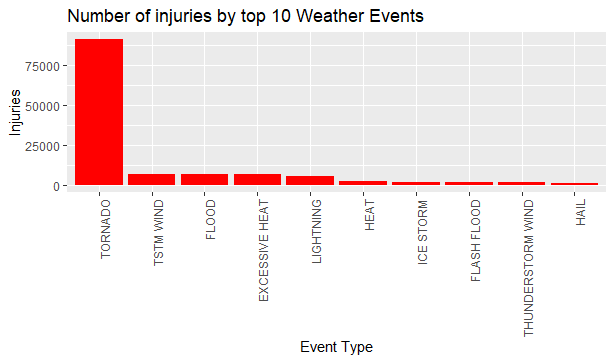 Number of injuries by top 10 Weather Events
Injuries
75000
50000
25000
0
TORNADO
TSTM WIND
FLOOD
EXCESSIVE HEAT
LIGHTNING
HEAT
ICE STORM
FLASH FLOOD
THUNDERSTORM WIND
HAIL
Event Type